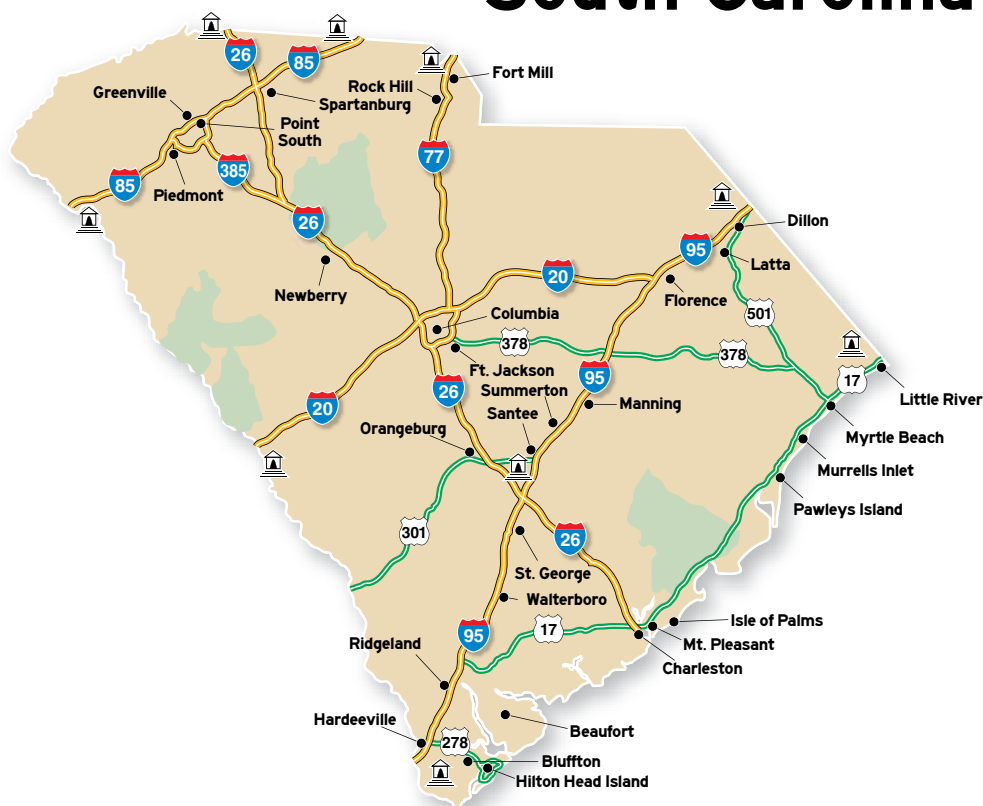 South Carolina
26
85
Fort Mill
Rock Hill
Spartanburg
Greenville
Point
South
77
385
85
Piedmont
26
Dillon
95
Latta
20
Newberry
Florence
501
Columbia
378
378
Ft. Jackson
17
26
Summerton
95
Little River
20
Santee
Manning
Myrtle Beach
Orangeburg
Murrells Inlet
Pawleys Island
301
26
St. George
Walterboro
Isle of Palms
17
95
Mt. Pleasant
Ridgeland
Charleston
Hardeeville
Beaufort
278
Bluffton
Hilton Head Island